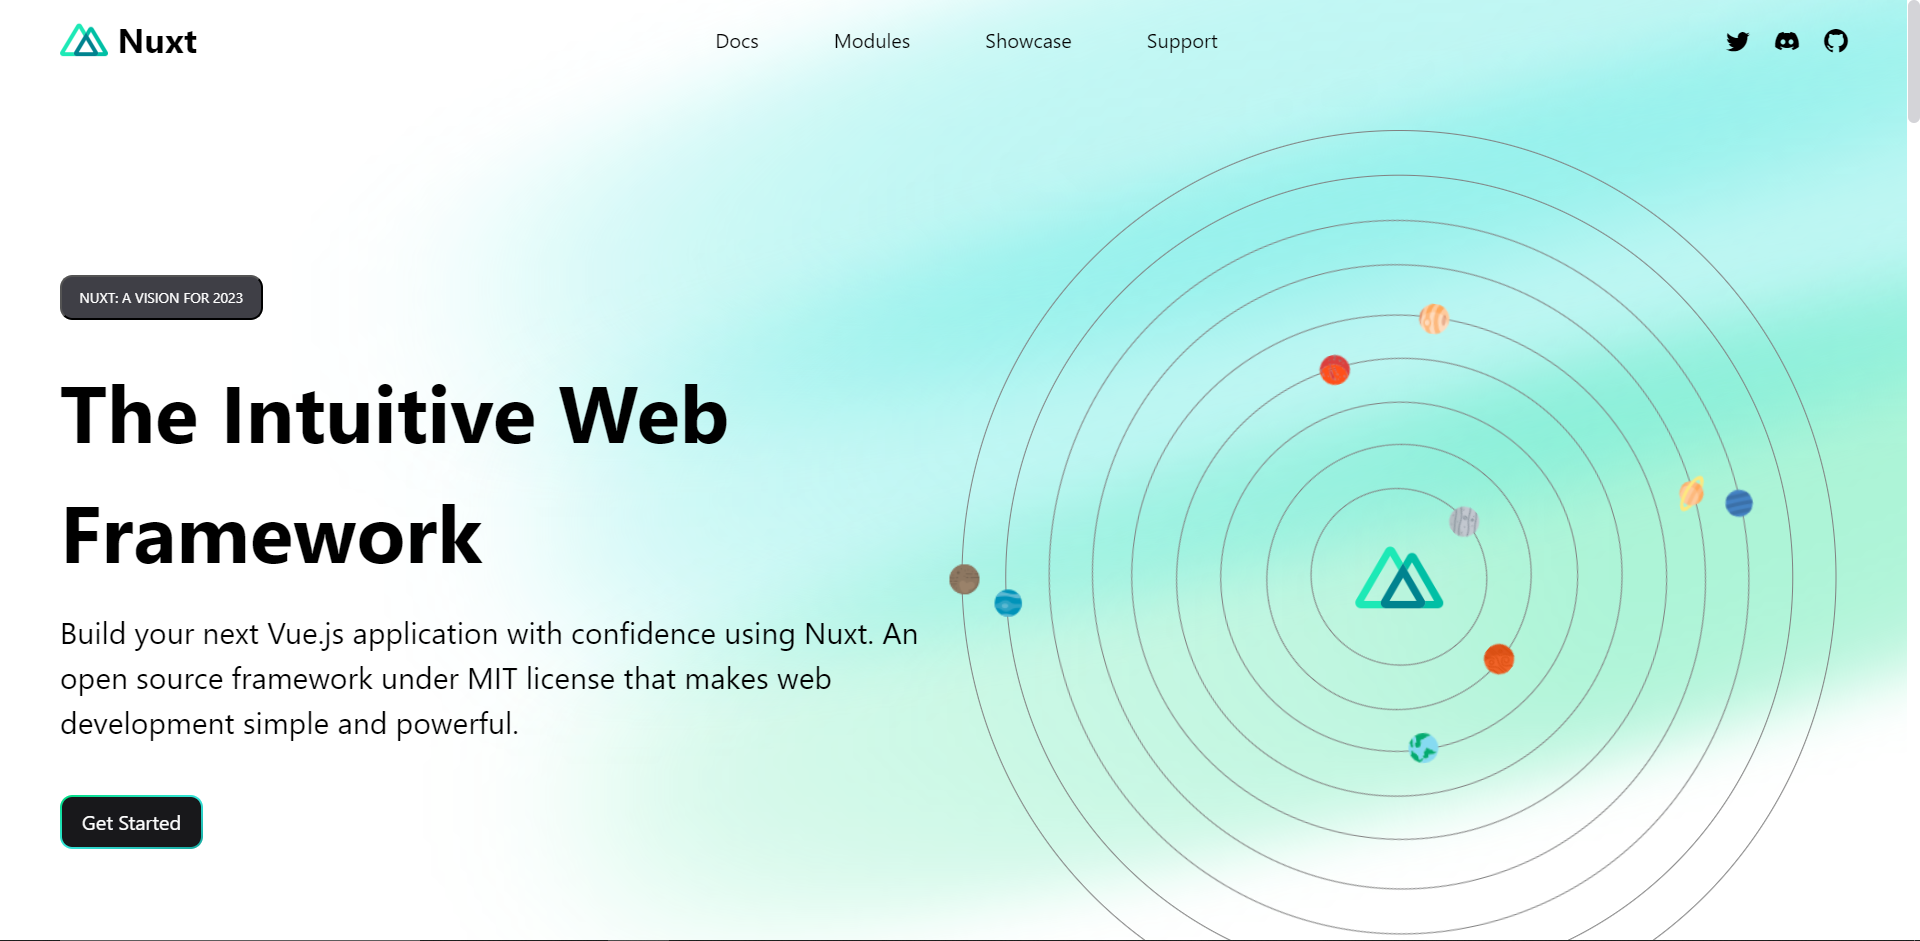 Nuxt
Docs
Modules
Showcase
Support
NUXT: A VISION FOR 2023
The Intuitive Web
Framework
Build your next Vue.js application with confidence using Nuxt. An
open source framework under MIT license that makes web
development simple and powerful.
Get Started